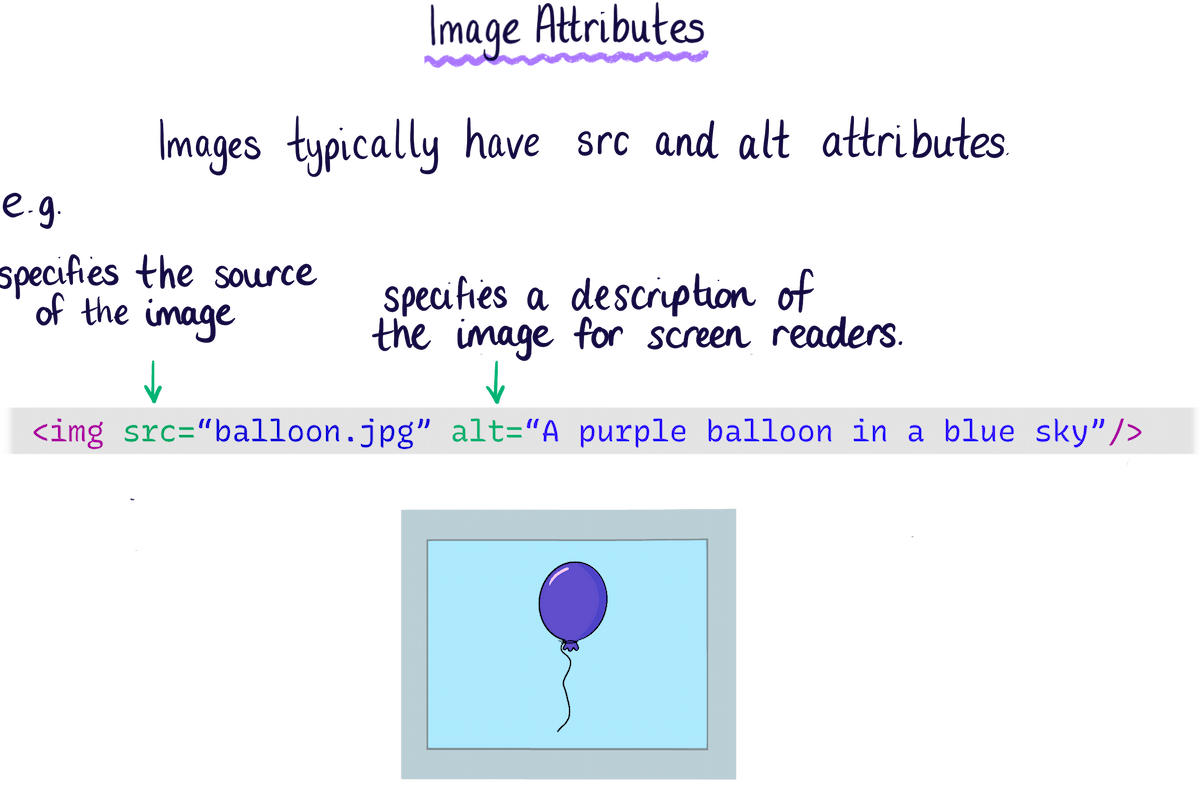 Image Attributes
Images typically have src and alt attributes.
e.g.
specifies the source
of the image
specifies a description of
the image for screen readers.
<img src=“balloon.jpg” alt=“A purple balloon in a blue sky”/>